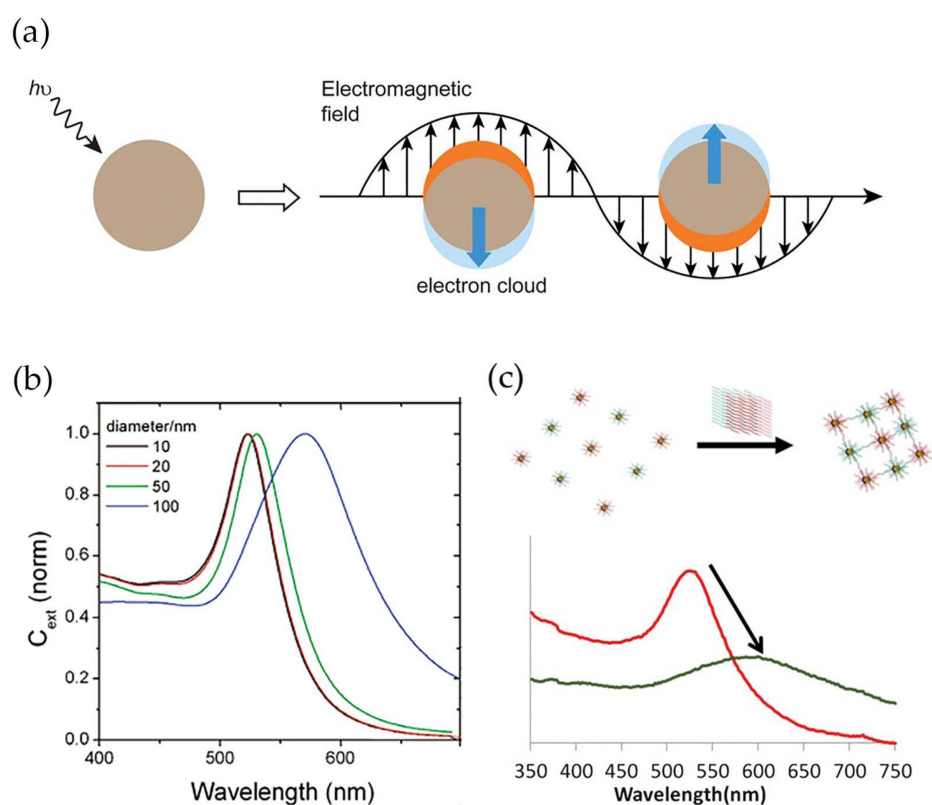 (a)
hυ
Electromagnetic
field
electron cloud
(b)
diameter/nm
10
20
50
100
1.0
0.8
0.6
0.4
0.2
0.0
C_ext (norm)
400
500
600
Wavelength (nm)
(c)
350 400 450 500 550 600 650 700 750
Wavelength(nm)